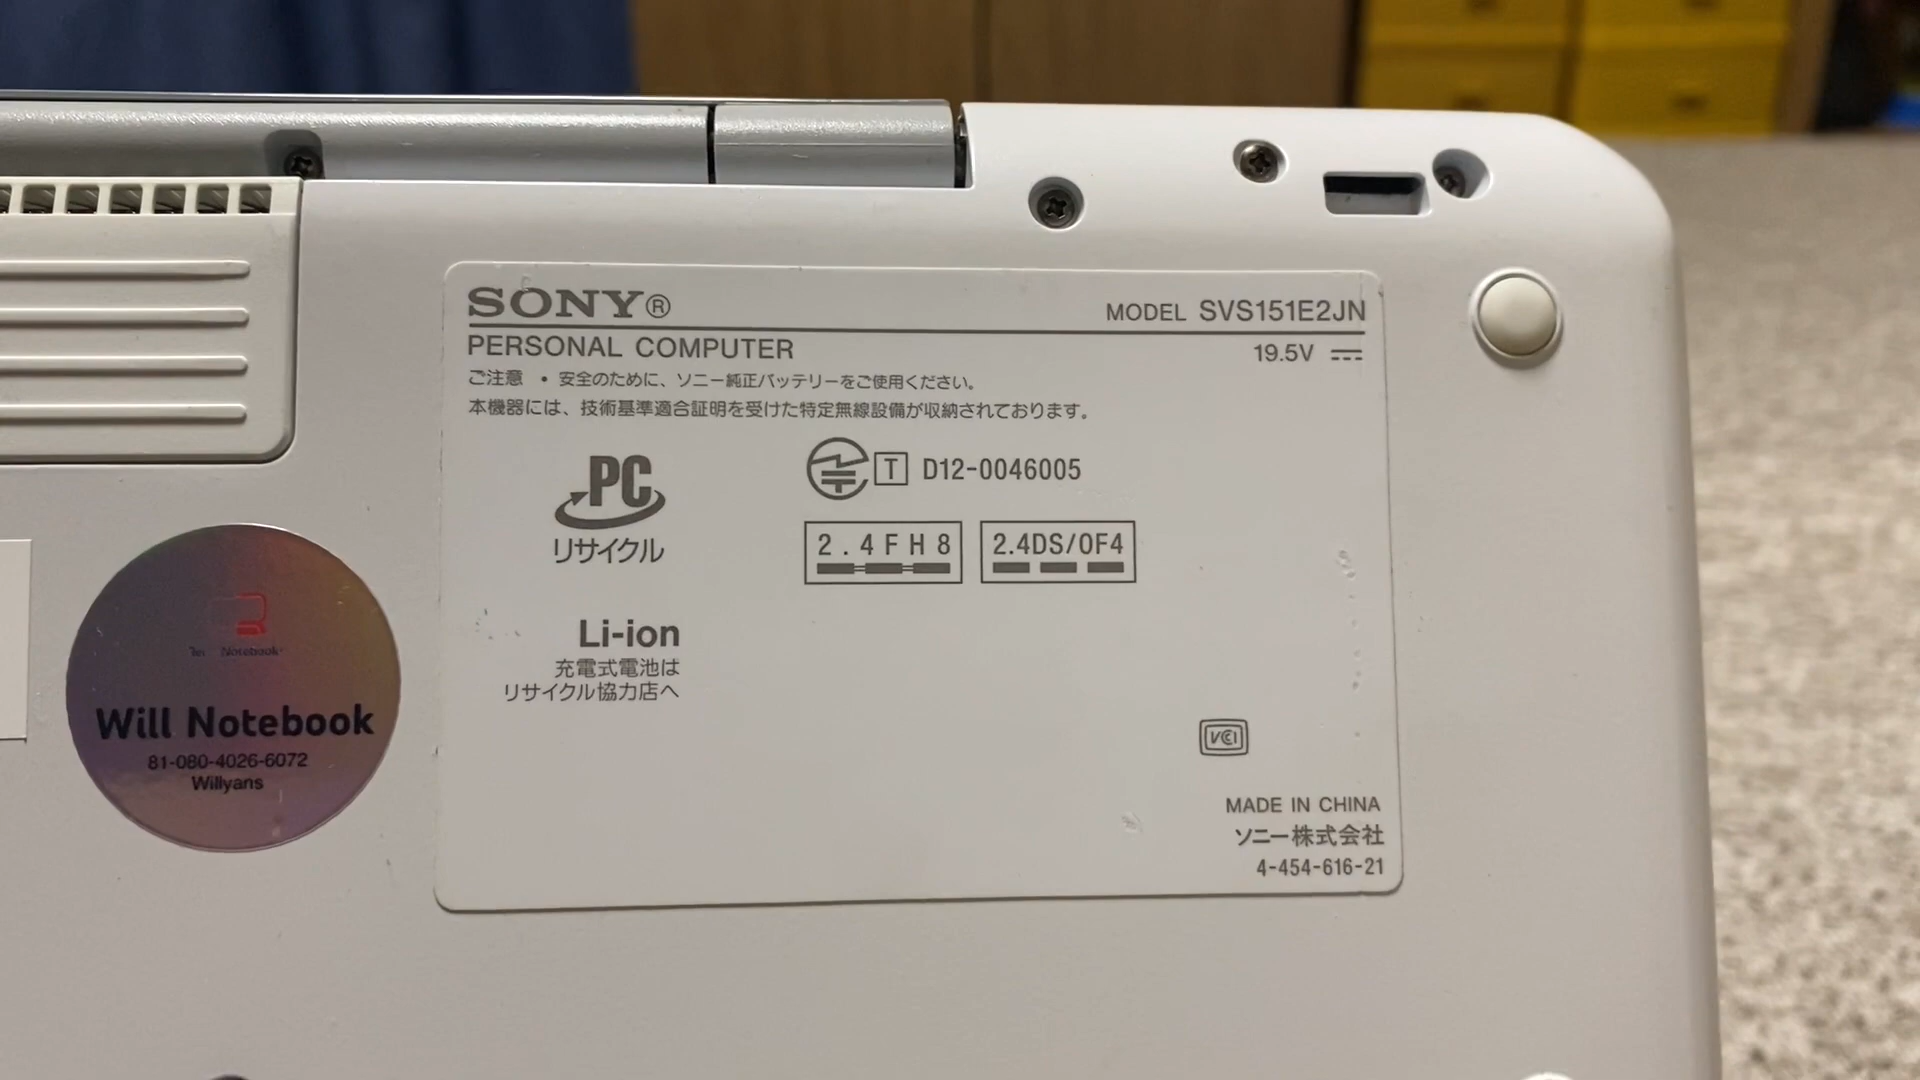 SONY®
MODEL SVS151E2JN
PERSONAL COMPUTER
19.5V
ご注意 • 安全のために、ソニー純正バッテリーをご使用ください。
本機器には、技術基準適合証明を受けた特定無線設備が収納されております。
PC
リサイクル
T D12-0046005
2.4FH8
2.4DS/OF4
Li-ion
充電式電池は
リサイクル協力店へ
VCI
MADE IN CHINA
ソニー株式会社
4-454-616-21
Notebook
Will Notebook
81-080-4026-6072
Willyans